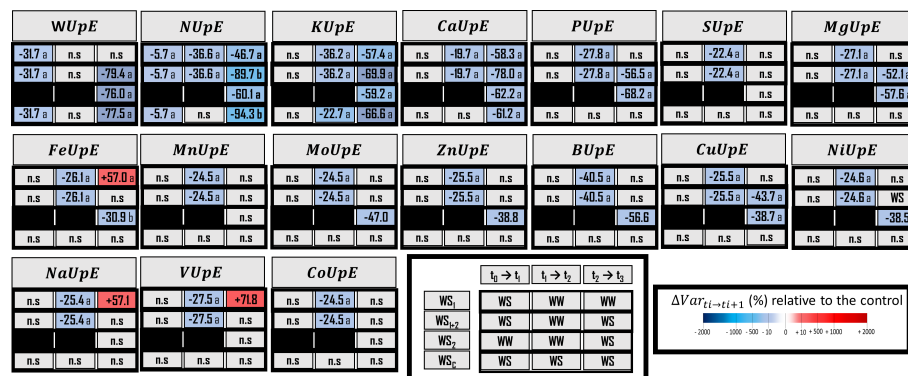 WUpE NUpE KUpE CaUpE PUpE SUpE MgUpE
-31.7 a n.s n.s -5.7 -36.6 a -46.7 a n.s -36.2 a -57.4 a n.s -19.7 a -58.3 a n.s -27.8 a n.s n.s -22.4 a n.s n.s -27.1 a n.s
-31.7 a n.s -79.4 a -5.7 a -36.6 a -89.7 b n.s -36.2 a -69.9 a n.s -19.7 a -78.0 a n.s -27.8 a -56.5 a n.s -22.4 a n.s n.s -27.1 a -52.1 a
-76.0 a -60.1 a -59.2 a -62.2 a -68.2 a n.s -57.6 a
-31.7 a n.s -77.5 a -5.7 a n.s -94.3 b n.s -22.7 a -66.6 a n.s n.s -61.2 a n.s n.s n.s n.s n.s n.s n.s n.s n.s
FeUpE MnUpE MoUpE ZnUpE BUpE CuUpE NiUpE
n.s -26.1 a +57.0 a n.s -24.5 a n.s n.s -24.5 a n.s n.s -25.5 a n.s n.s -40.5 a n.s n.s -25.5 a n.s n.s -24.6 a n.s
n.s -26.1 a n.s n.s -24.5 a n.s n.s -24.5 a n.s n.s -25.5 a n.s n.s -40.5 a n.s n.s -25.5 a -43.7 a n.s -24.6 a WS
-30.9 b n.s -47.0 -38.8 -56.6 -38.7 a -38.5
n.s n.s n.s n.s n.s n.s n.s n.s n.s n.s n.s n.s n.s n.s n.s n.s n.s n.s n.s n.s n.s
NaUpE VUpE CoUpE
n.s -25.4 a +57.1 n.s -27.5 a +71.8 n.s -24.5 a n.s
n.s -25.4 a n.s n.s -27.5 a n.s n.s -24.5 a n.s
n.s n.s n.s
n.s n.s n.s n.s n.s n.s n.s n.s n.s
t₀ → t₁ t₁ → t₂ t₂ → t₃
WS₁ WS WW WW
WS₁₊₂ WS WW WS
WS₂ WW WW WS
WS_C WS WS WS
ΔVar_ti→ti+1 (%) relative to the control
-2000 -1000 -500 -10 0 +10 +500 +1000 +2000